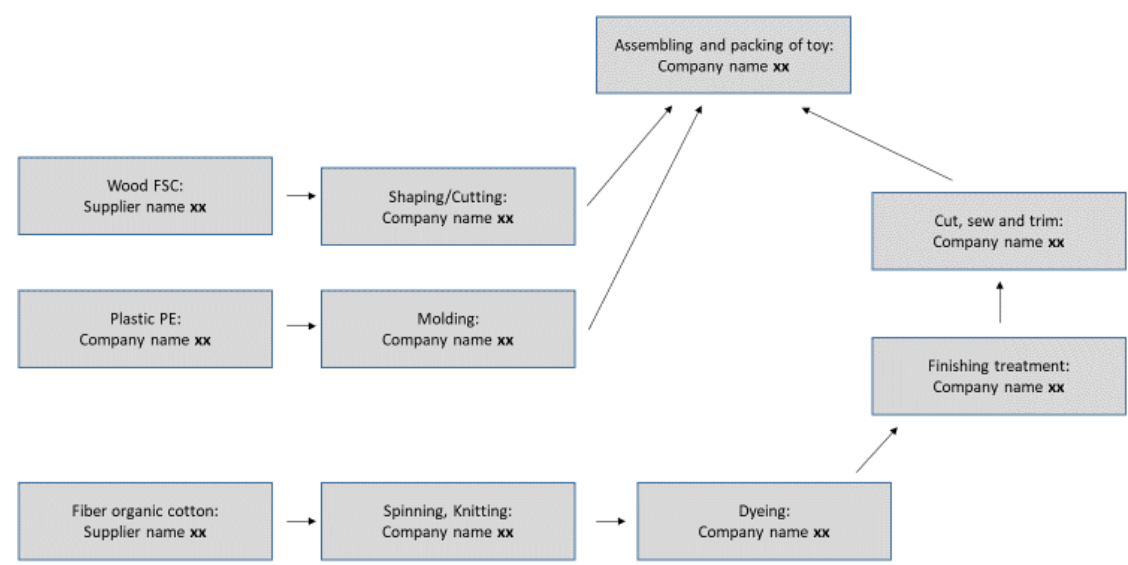 Assembling and packing of toy:
Company name xx
Wood FSC:
Supplier name xx
Shaping/Cutting:
Company name xx
Cut, sew and trim:
Company name xx
Plastic PE:
Company name xx
Molding:
Company name xx
Finishing treatment:
Company name xx
Fiber organic cotton:
Supplier name xx
Spinning, Knitting:
Company name xx
Dyeing:
Company name xx